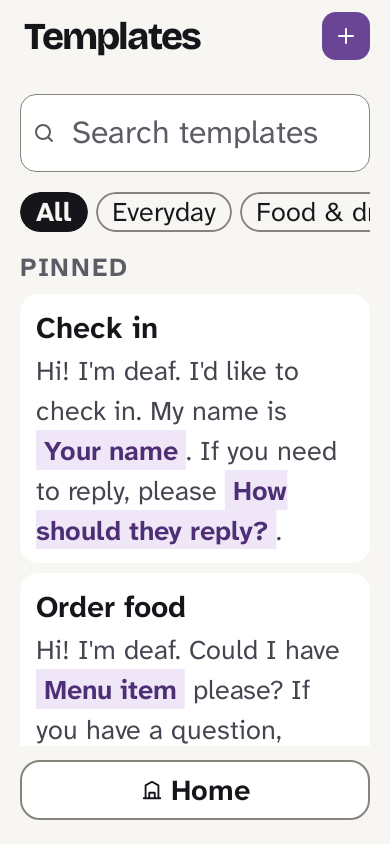 Templates
Search templates
All
Everyday
Food &
PINNED
Check in
Hi! I'm deaf. I'd like to
check in. My name is
Your name . If you need
to reply, please How
should they reply? .
Order food
Hi! I'm deaf. Could I have
Menu item please? If
you have a question,
Home